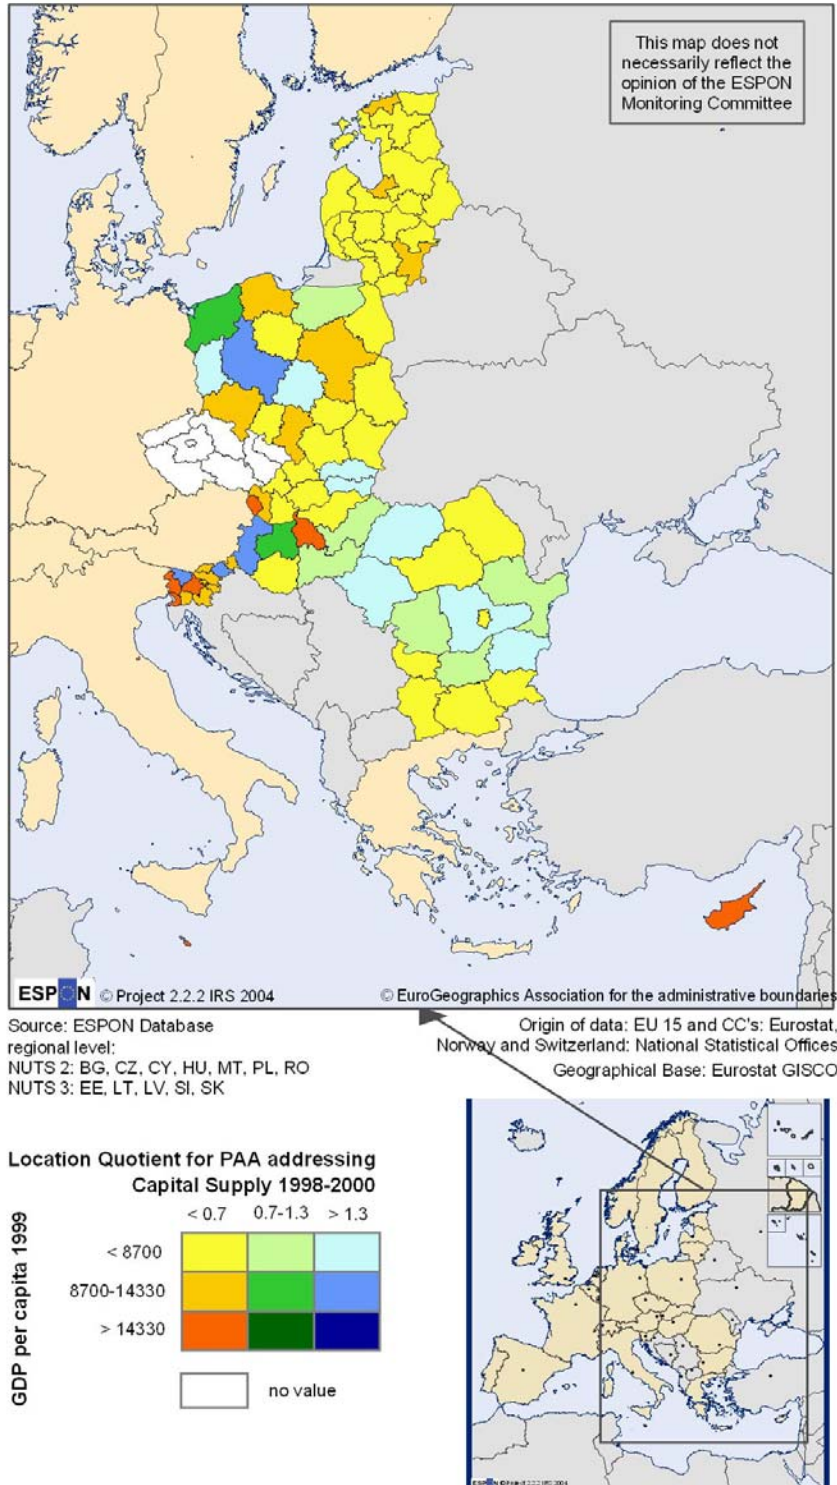 This map does not
necessarily reflect the
opinion of the ESPON
Monitoring Committee
ESPON © Project 2.2.2 IRS 2004
© EuroGeographics Association for the administrative boundaries
Source: ESPON Database
regional level:
NUTS 2: BG, CZ, CY, HU, MT, PL, RO
NUTS 3: EE, LT, LV, SI, SK
Origin of data: EU 15 and CC's: Eurostat,
Norway and Switzerland: National Statistical Offices
Geographical Base: Eurostat GISCO
Location Quotient for PAA addressing
Capital Supply 1998-2000
< 0.7 0.7-1.3 > 1.3
GDP per capita 1999
< 8700
8700-14330
> 14330
no value